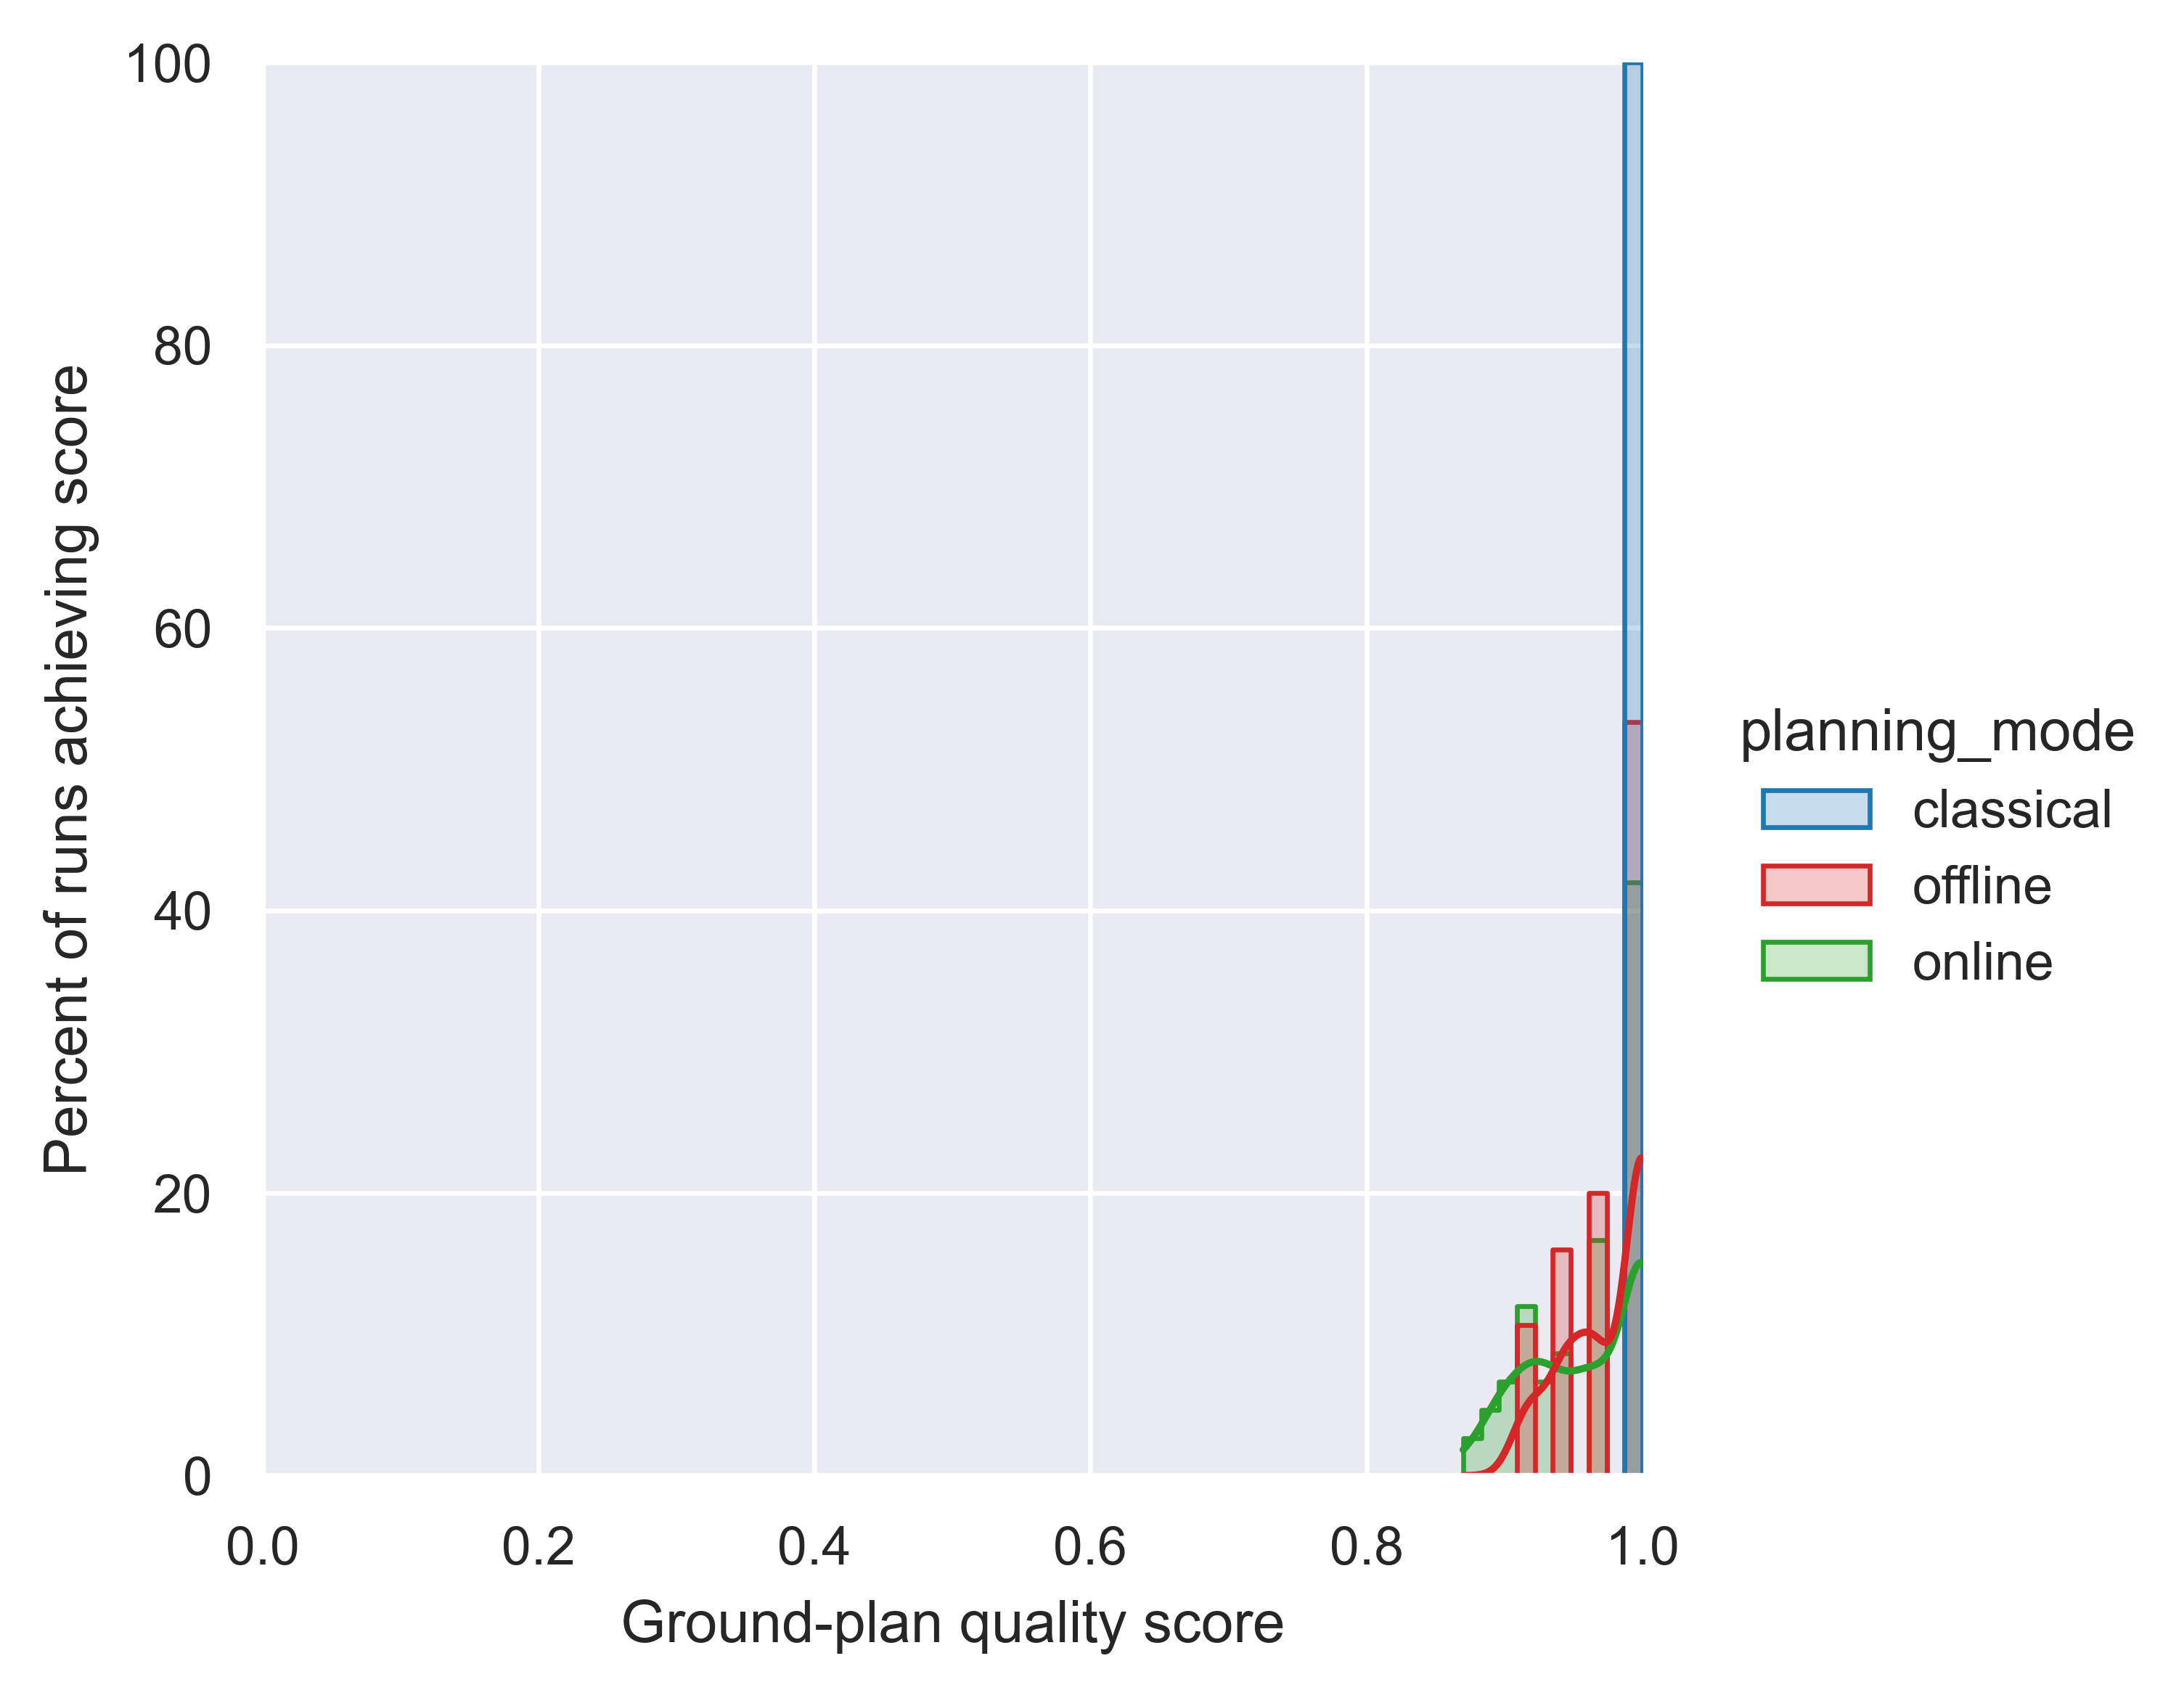 Percent of runs achieving score
100
80
60
40
20
0
0.0 0.2 0.4 0.6 0.8 1.0
Ground-plan quality score
planning_mode
classical
offline
online